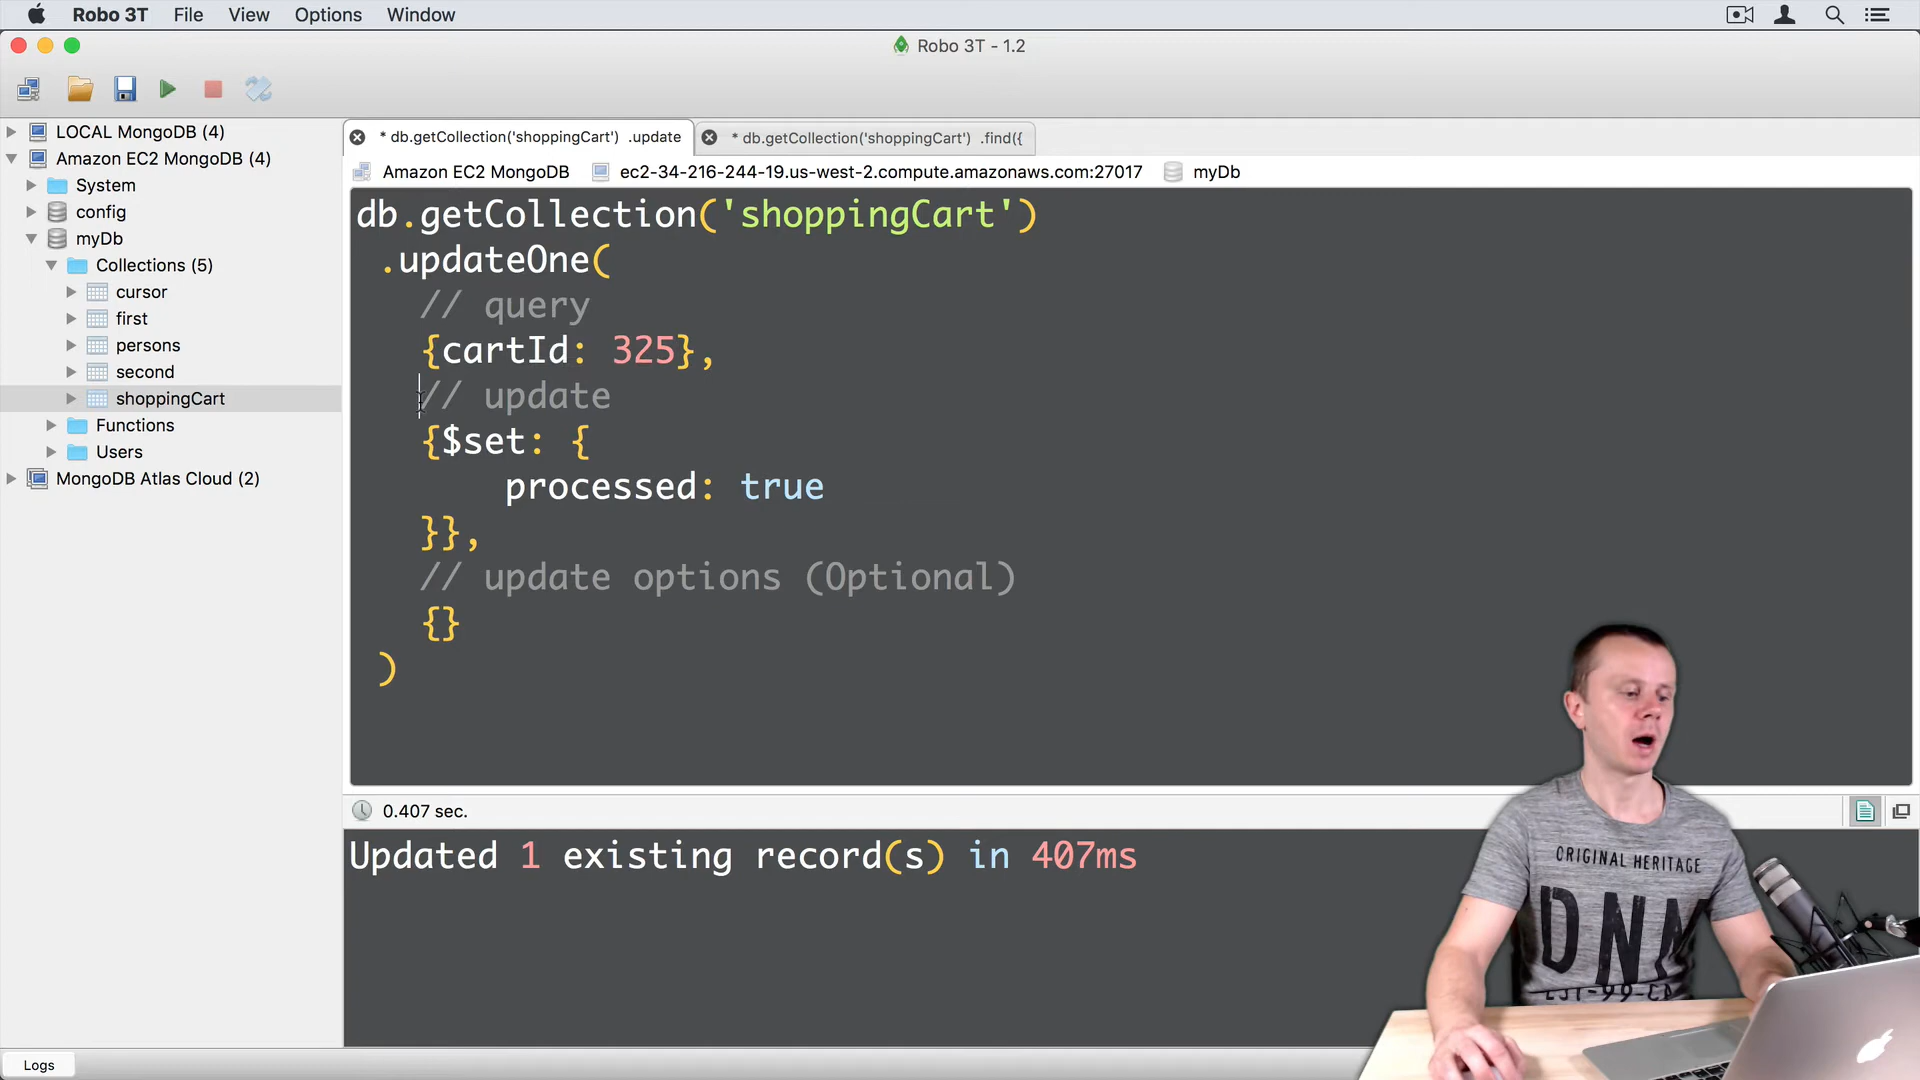 Robo 3T File View Options Window
Robo 3T - 1.2
LOCAL MongoDB (4)
Amazon EC2 MongoDB (4)
System
config
myDb
Collections (5)
cursor
first
persons
second
shoppingCart
Functions
Users
MongoDB Atlas Cloud (2)
* db.getCollection('shoppingCart') .update
* db.getCollection('shoppingCart') .find({
Amazon EC2 MongoDB ec2-34-216-244-19.us-west-2.compute.amazonaws.com:27017 myDb
db.getCollection('shoppingCart')
.updateOne(
// query
{cartId: 325},
// update
{$set: {
processed: true
}},
// update options (Optional)
{}
)
0.407 sec.
Updated 1 existing record(s) in 407ms
Logs
ORIGINAL HERITAGE
DNM